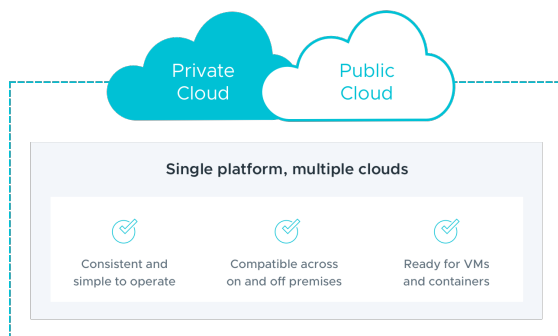 Private
Cloud
Public
Cloud
Single platform, multiple clouds
Consistent and
simple to operate
Compatible across
on and off premises
Ready for VMs
and containers